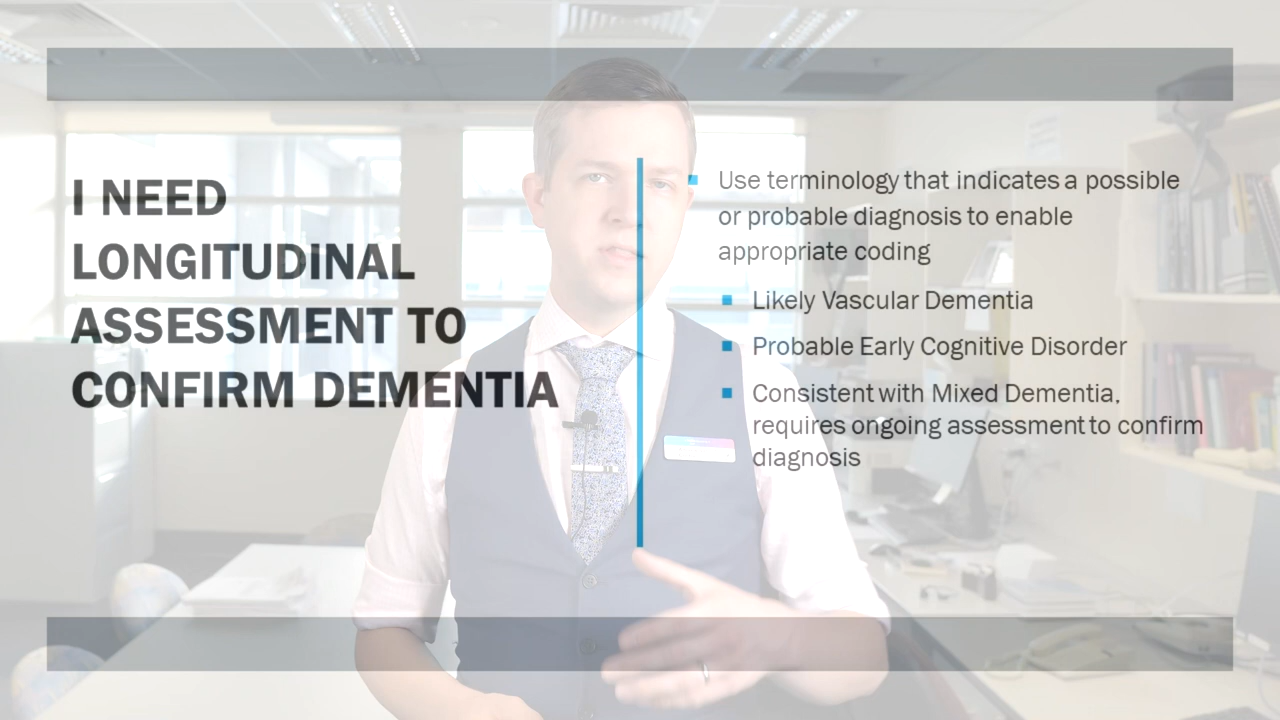 I NEED
LONGITUDINAL
ASSESSMENT TO
CONFIRM DEMENTIA
Use terminology that indicates a possible
or probable diagnosis to enable
appropriate coding
Likely Vascular Dementia
Probable Early Cognitive Disorder
Consistent with Mixed Dementia,
requires ongoing assessment to confirm
diagnosis